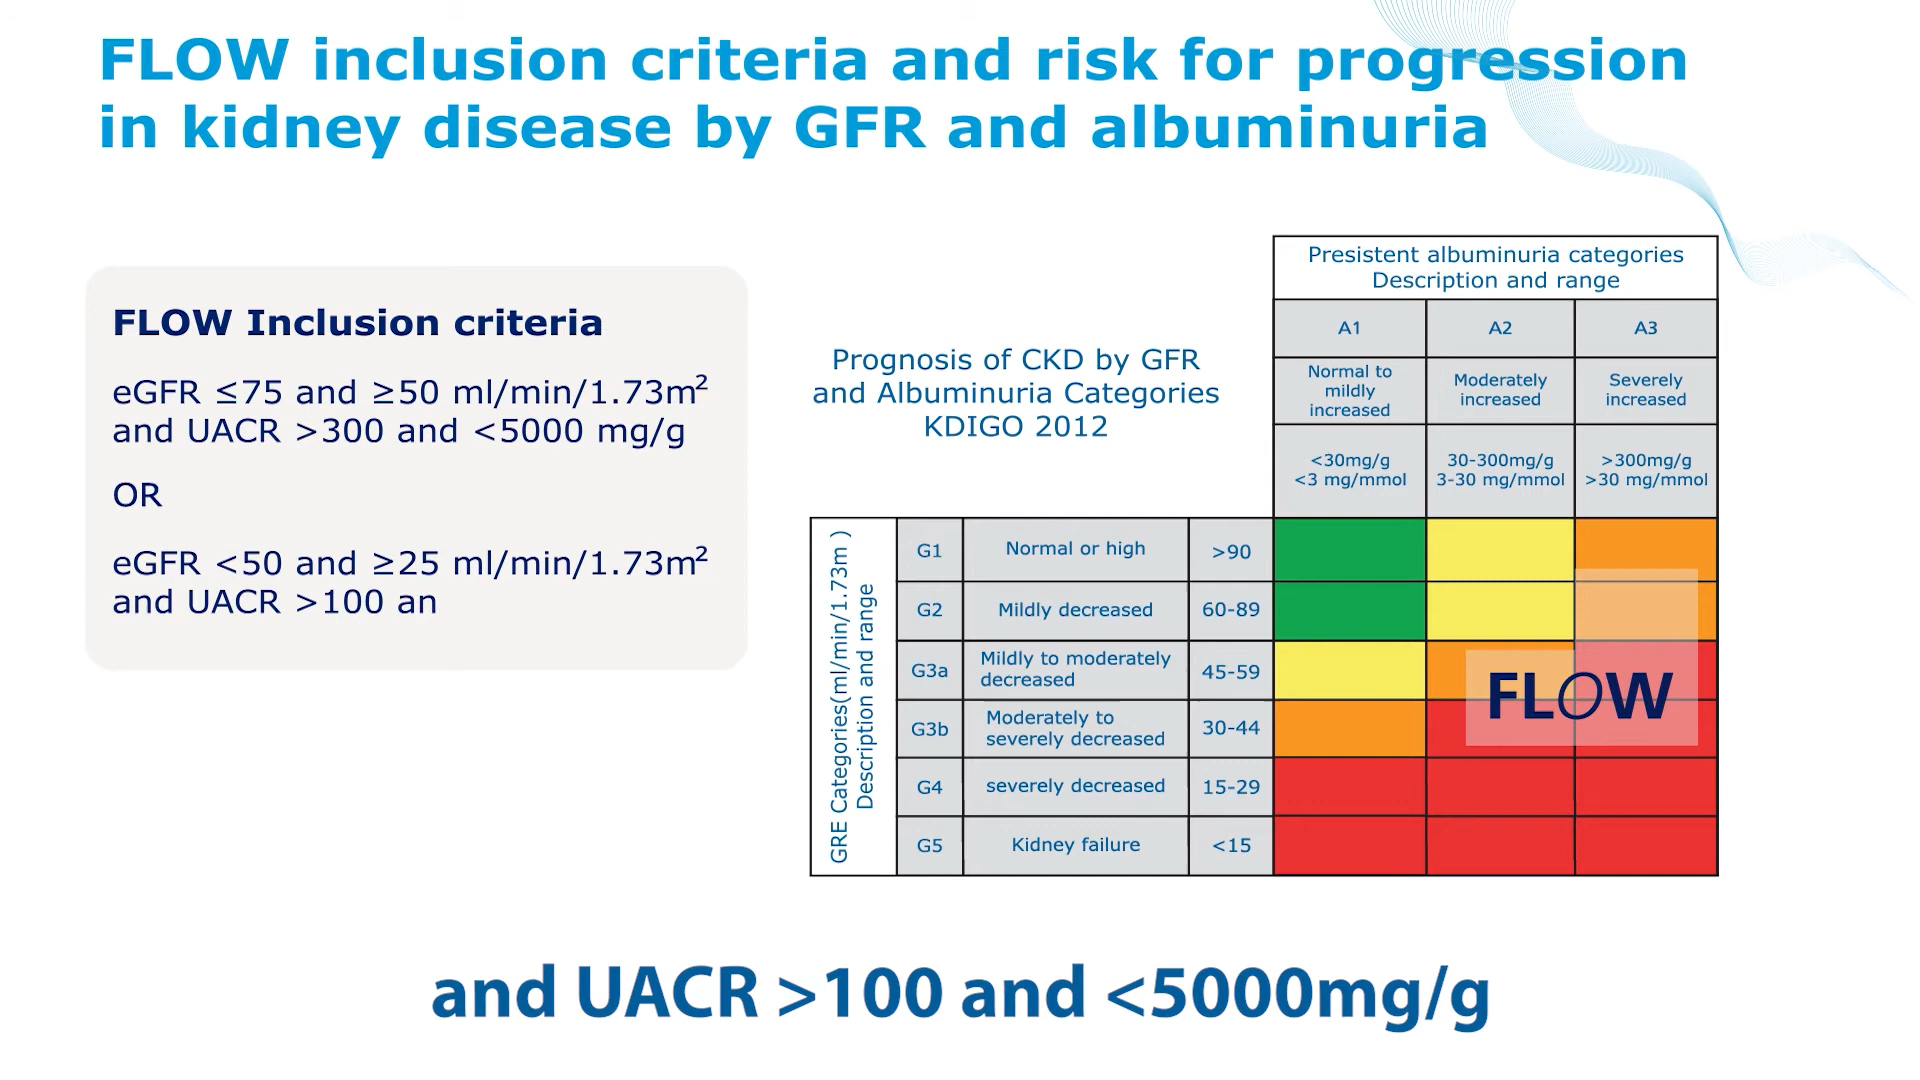 FLOW inclusion criteria and risk for progression
in kidney disease by GFR and albuminuria
FLOW Inclusion criteria
eGFR ≤75 and ≥50 ml/min/1.73m²
and UACR >300 and <5000 mg/g
OR
eGFR <50 and ≥25 ml/min/1.73m²
and UACR >100 an
Prognosis of CKD by GFR
and Albuminuria Categories
KDIGO 2012
Presistent albuminuria categories
Description and range
A1
A2
A3
Normal to
mildly
increased
Moderately
increased
Severely
increased
<30mg/g
<3 mg/mmol
30-300mg/g
3-30 mg/mmol
>300mg/g
>30 mg/mmol
GRE Categories(ml/min/1.73m )
Description and range
G1
Normal or high
>90
G2
Mildly decreased
60-89
G3a
Mildly to moderately
decreased
45-59
G3b
Moderately to
severely decreased
30-44
G4
severely decreased
15-29
G5
Kidney failure
<15
FLOW
and UACR >100 and <5000mg/g